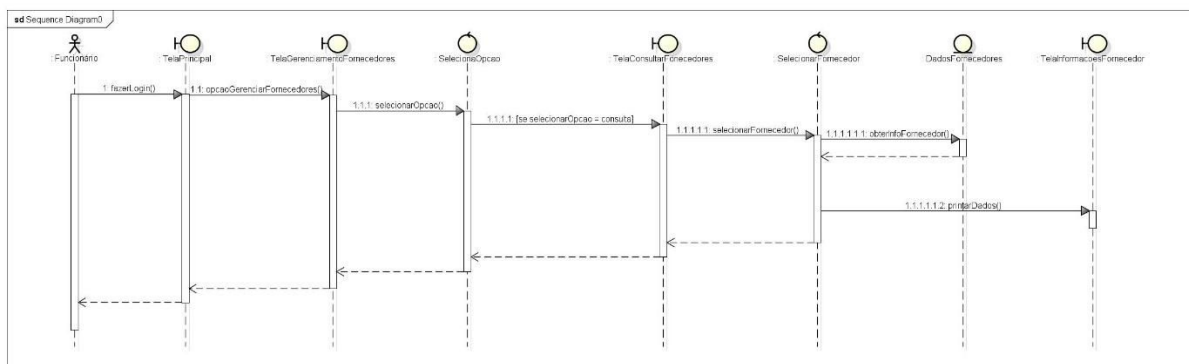 sd Sequence Diagram0
: Funcionário
: TelaPrincipal
TelaGerenciamentoFornecedores
: SelecionaOpcao
: TelaConsultarFornecedores
: SelecionarFornecedor
DadosFornecedores
: TelaInformacoesFornecedor
1: fazerLogin()
1.1: opcaoGerenciarFornecedores()
1.1.1: selecionarOpcao()
1.1.1.1: [se selecionarOpcao = consulta]
1.1.1.1.1: selecionarFornecedor()
1.1.1.1.1.1: obterInfoFornecedor()
1.1.1.1.1.2: printarDados()